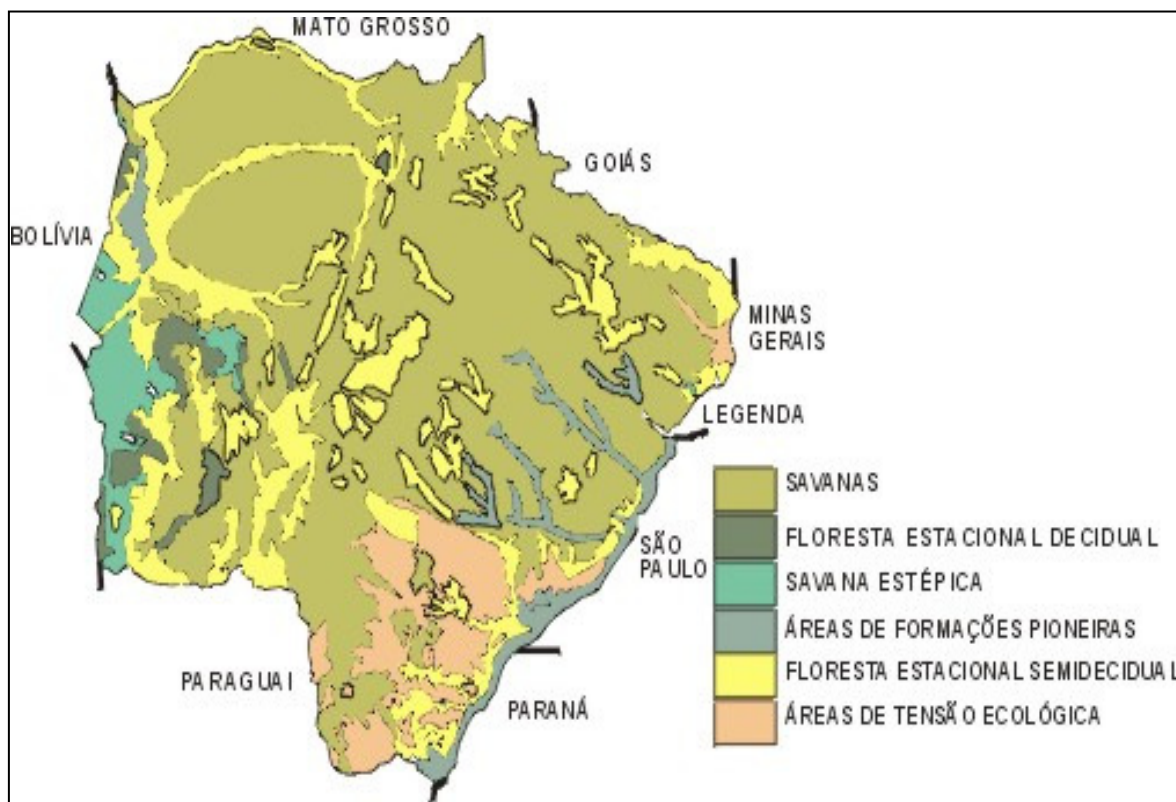 MATO GROSSO
GOIÁS
BOLÍVIA
MINAS
GERAIS
LEGENDA
SAVANAS
FLORESTA ESTACIONAL DECIDUAL
SÃO
PAULO
SAVANA ESTÉPICA
ÁREAS DE FORMAÇÕES PIONEIRAS
PARAGUAI
FLORESTA ESTACIONAL SEMIDECIDUAL
PARANÁ
ÁREAS DE TENSÃO ECOLÓGICA